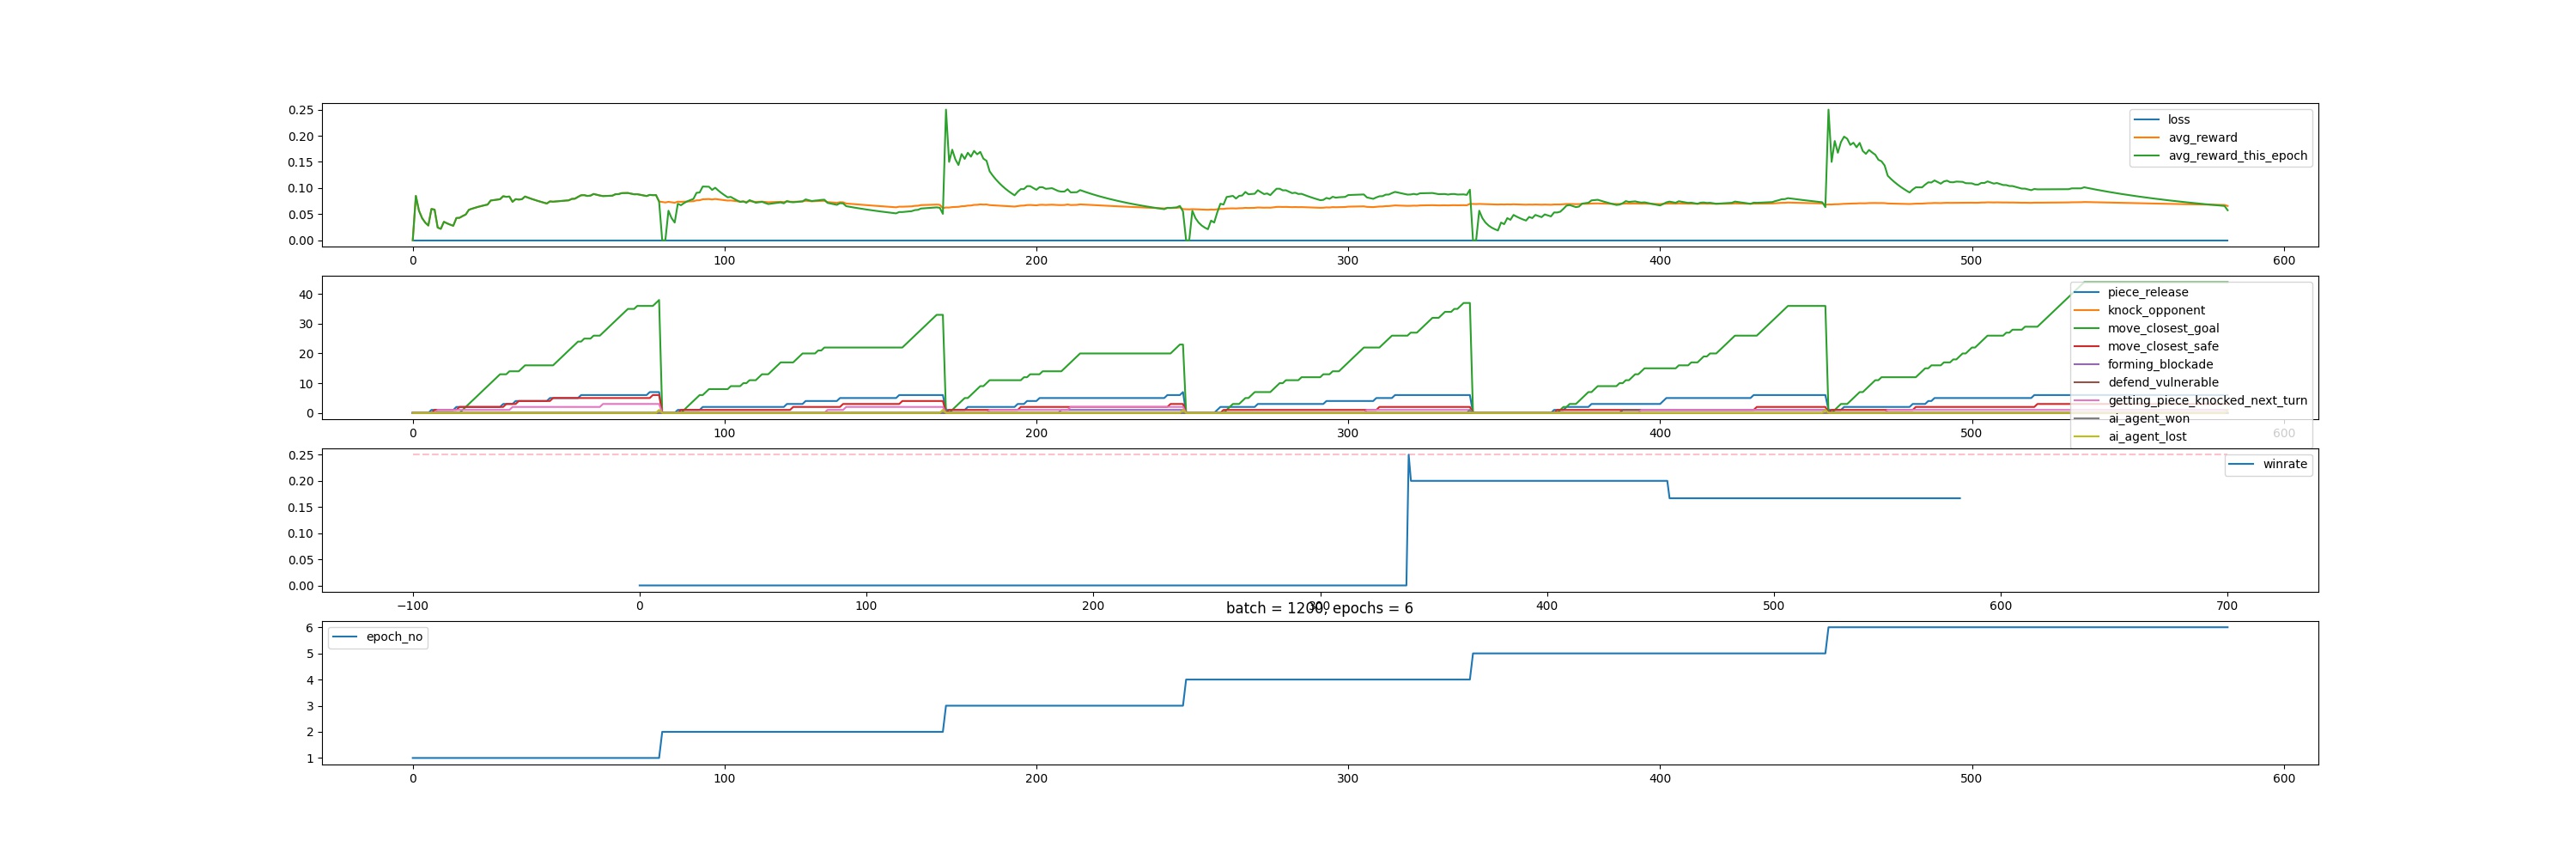 0.25
0.20
0.15
0.10
0.05
0.00
loss
avg_reward
avg_reward_this_epoch
0 100 200 300 400 500 600
40
30
20
10
0
piece_release
knock_opponent
move_closest_goal
move_closest_safe
forming_blockade
defend_vulnerable
getting_piece_knocked_next_turn
ai_agent_won
ai_agent_lost
0 100 200 300 400 500 600
0.25
0.20
0.15
0.10
0.05
0.00
winrate
−100 0 100 200 300 400 500 600 700
batch = 1200, epochs = 6
6
5
4
3
2
1
epoch_no
0 100 200 300 400 500 600